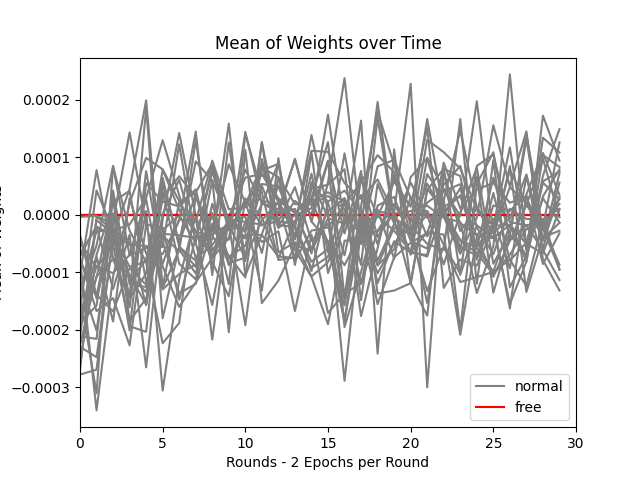 Mean of Weights over Time
0.0002
0.0001
0.0000
−0.0001
−0.0002
−0.0003
0 5 10 15 20 25 30
Rounds - 2 Epochs per Round
normal
free